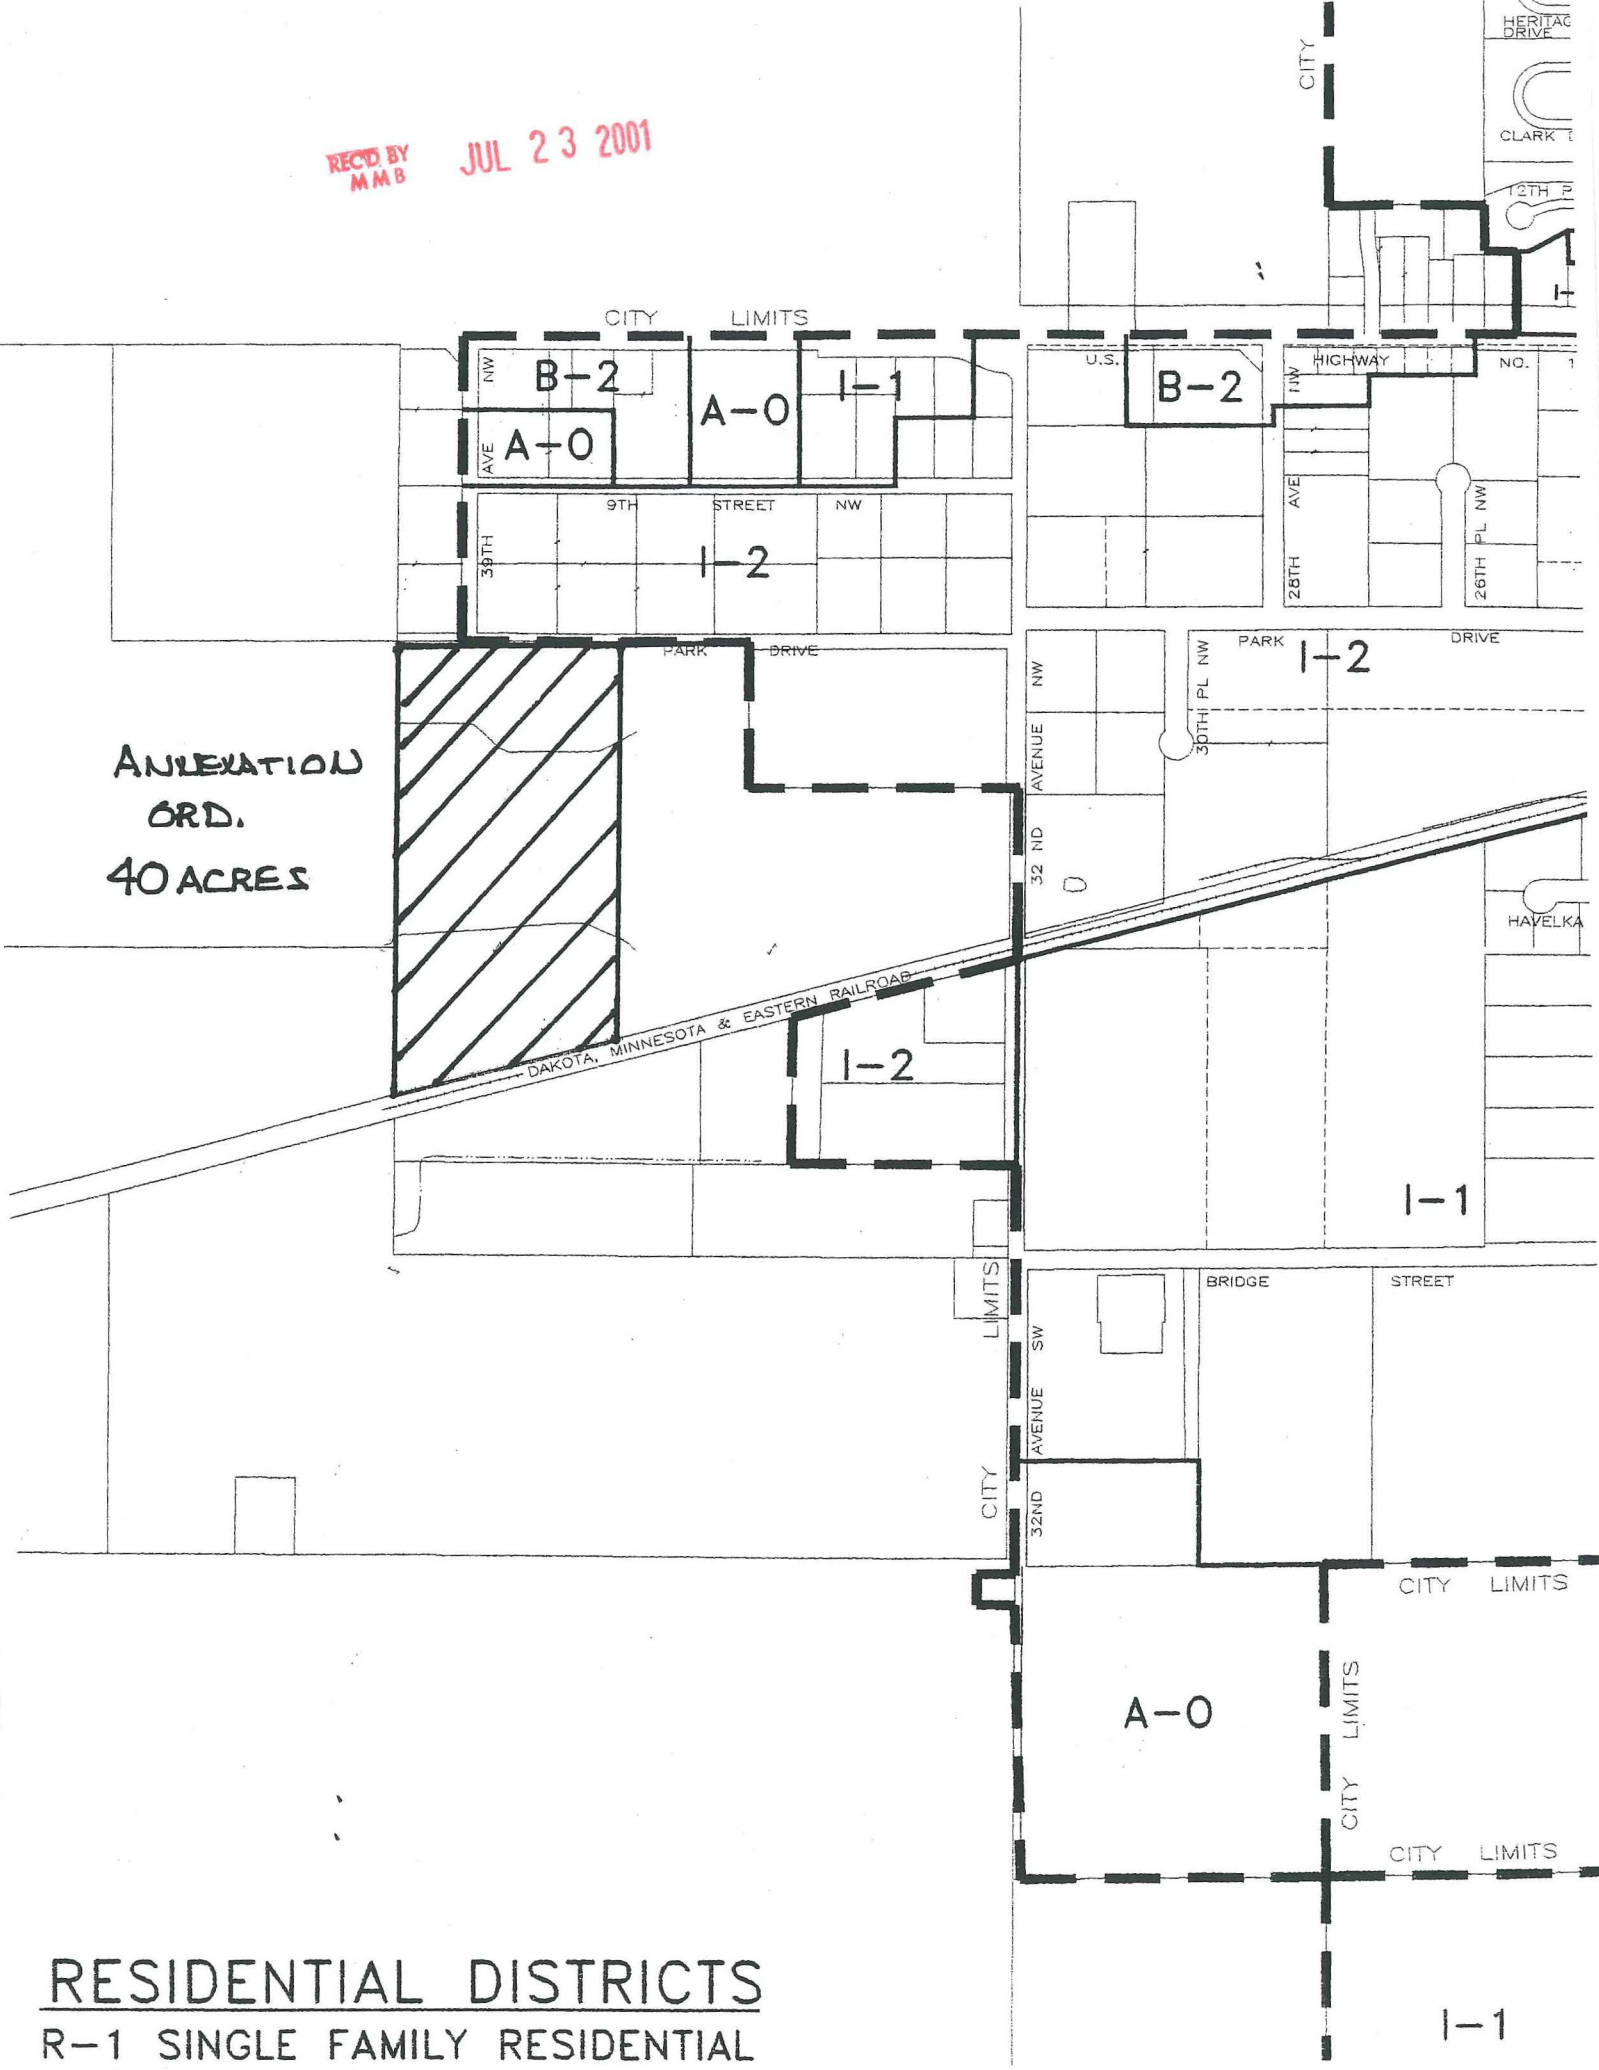 HERITAG
DRIVE
CITY
CLARK
12TH P
REC'D. BY
MMB
JUL 23 2001
I-
CITY LIMITS
U.S. HIGHWAY NO. 1
NW
B-2
A-O
I-1
B-2
NW
AVE
A-O
9TH STREET NW
39TH
I-2
28TH AVE
26TH PL NW
PARK DRIVE
PARK DRIVE
I-2
32 ND AVENUE NW
30TH PL NW
ANNEXATION
ORD.
40 ACRES
HAVELKA
DAKOTA, MINNESOTA & EASTERN RAILROAD
I-2
I-1
BRIDGE STREET
CITY LIMITS
32ND AVENUE SW
CITY LIMITS
A-O
CITY LIMITS
CITY LIMITS
RESIDENTIAL DISTRICTS
R-1 SINGLE FAMILY RESIDENTIAL
I-1